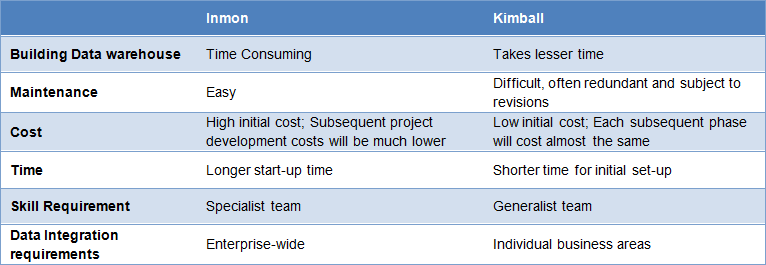 Inmon Kimball
Building Data warehouse Time Consuming Takes lesser time
Maintenance Easy Difficult, often redundant and subject to
revisions
Cost High initial cost; Subsequent project Low initial cost; Each subsequent phase
development costs will be much lower will cost almost the same
Time Longer start-up time Shorter time for initial set-up
Skill Requirement Specialist team Generalist team
Data Integration
requirements Enterprise-wide Individual business areas